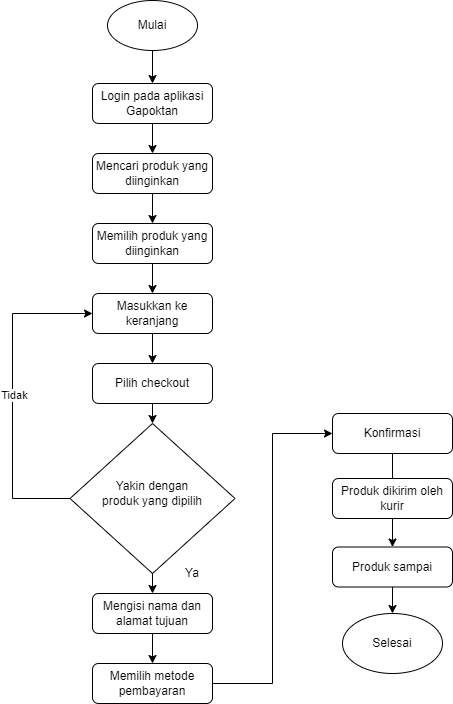 Mulai
Login pada aplikasi
Gapoktan
Mencari produk yang
diinginkan
Memilih produk yang
diinginkan
Masukkan ke
keranjang
Pilih checkout
Tidak
Yakin dengan
produk yang dipilih
Ya
Mengisi nama dan
alamat tujuan
Memilih metode
pembayaran
Konfirmasi
Produk dikirim oleh
kurir
Produk sampai
Selesai